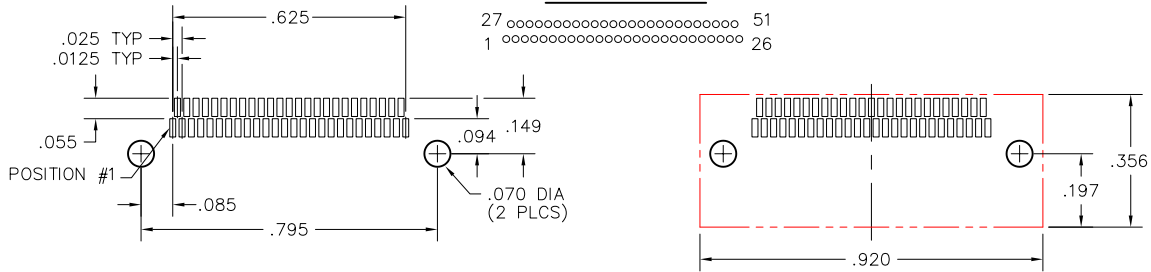 .625
27 51
1 26
.025 TYP
.0125 TYP
.055
.094
.149
POSITION #1
.070 DIA
(2 PLCS)
.085
.795
.356
.197
.920